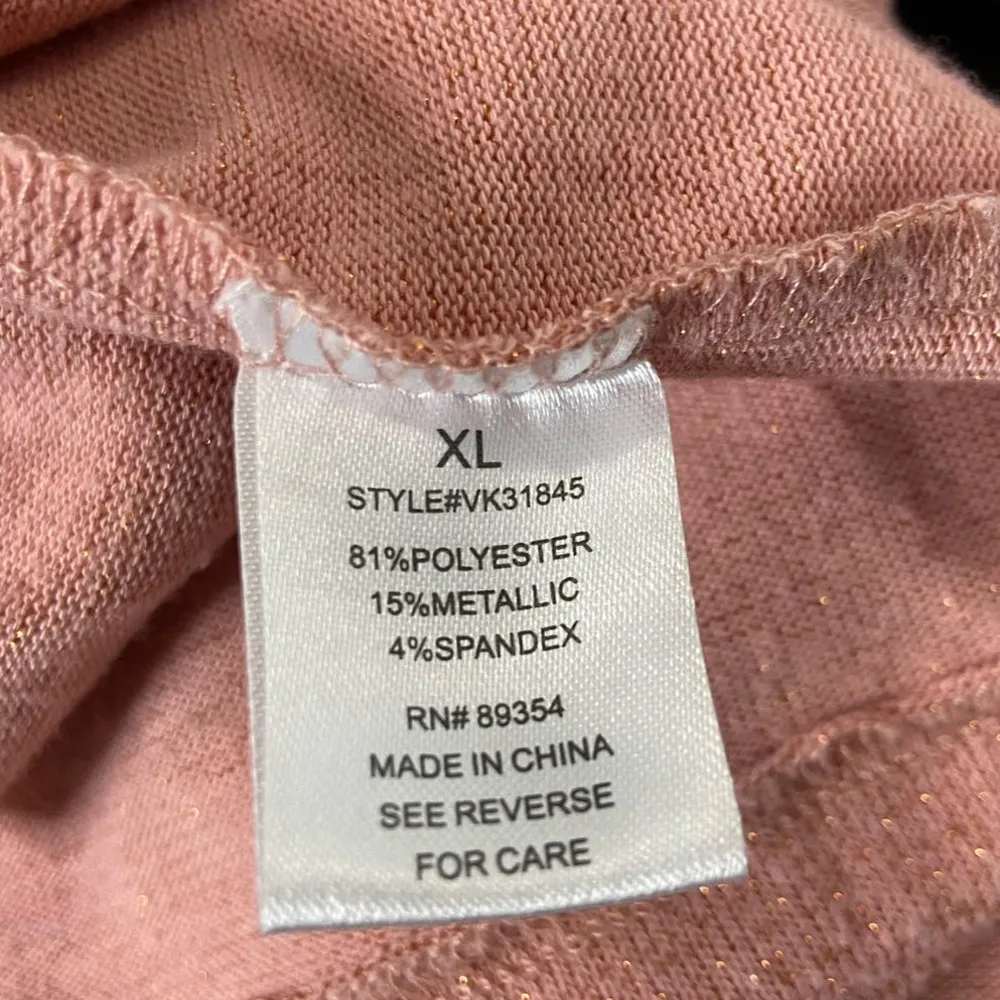 XL
STYLE#VK31845
81%POLYESTER
15%METALLIC
4%SPANDEX
RN# 89354
MADE IN CHINA
SEE REVERSE
FOR CARE